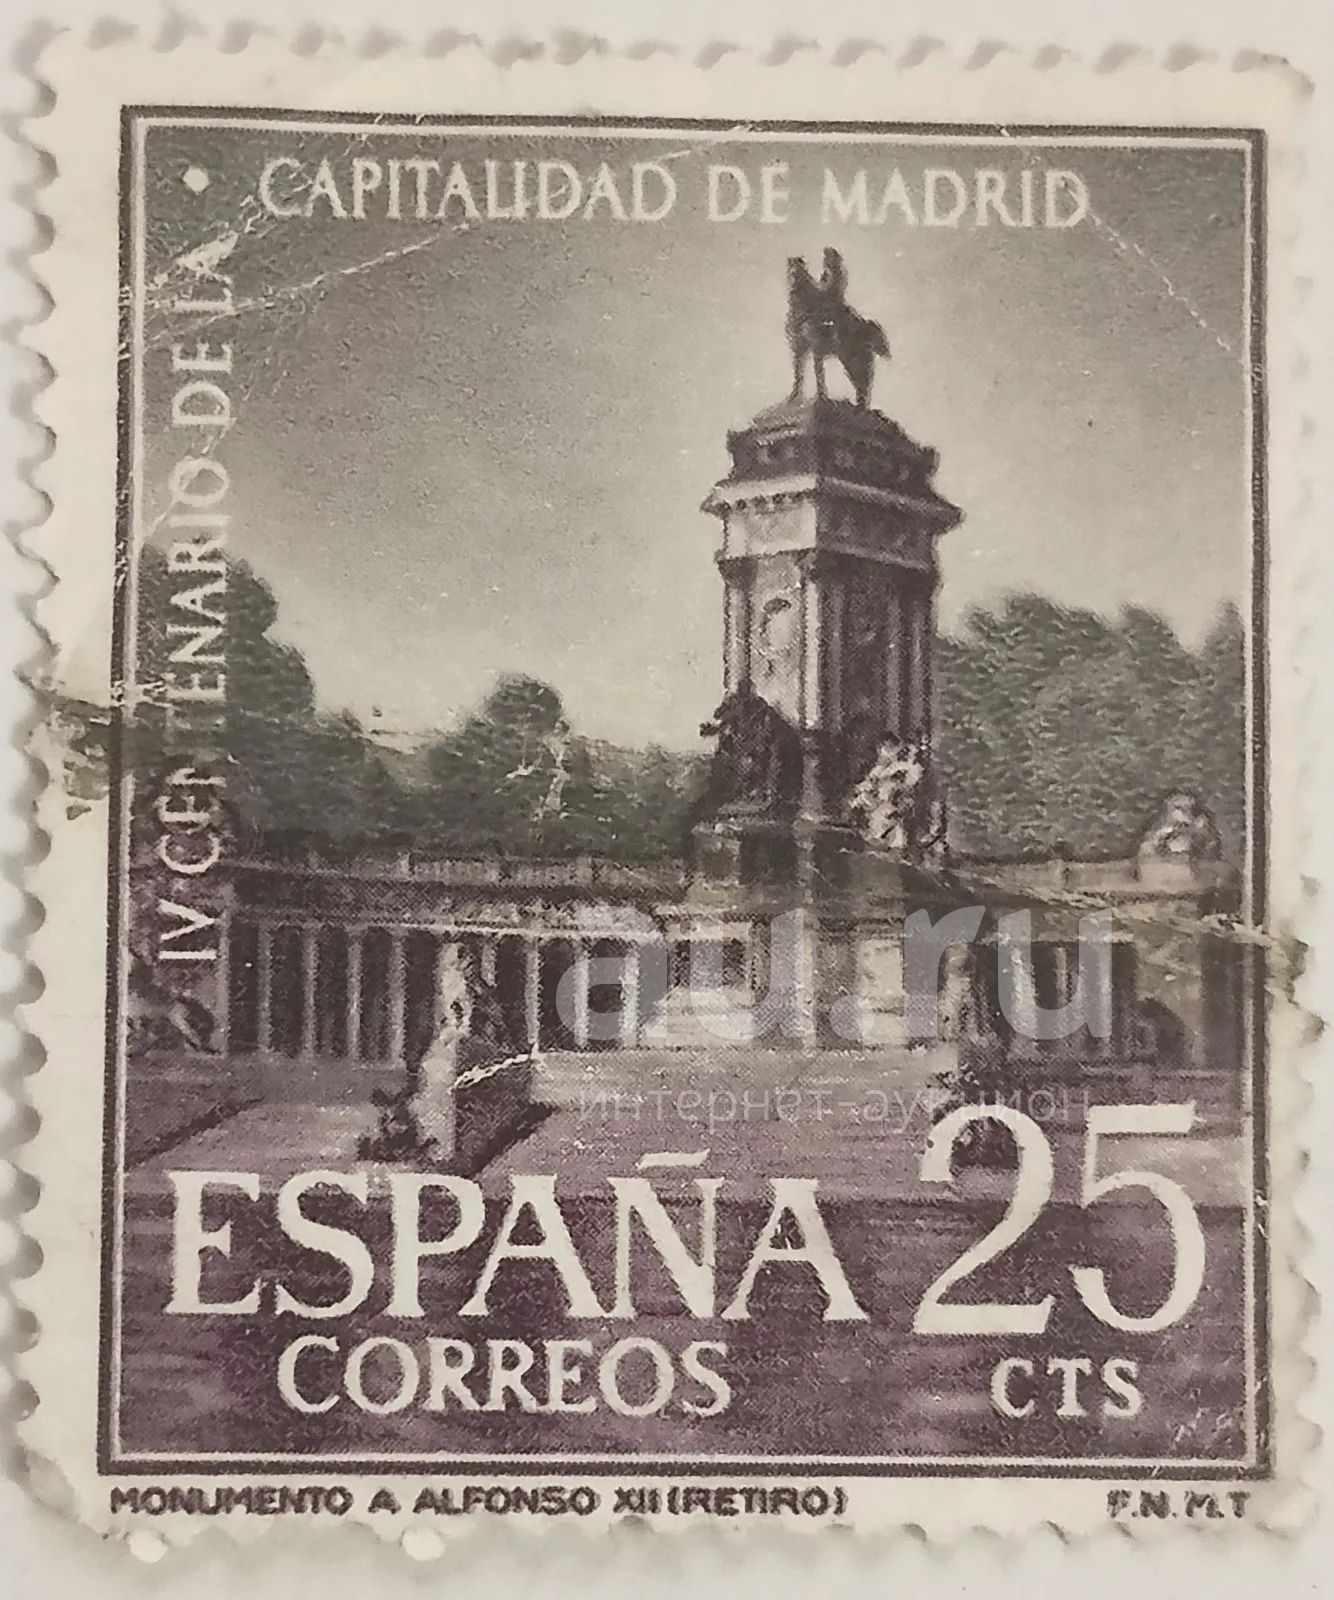 IV CENTENARIO DE LA
• CAPITALIDAD DE MADRID
au.ru
интернет-аукцион
ESPAÑA 25
CORREOS CTS
MONUMENTO A ALFONSO XII (RETIRO) F.N.M.T